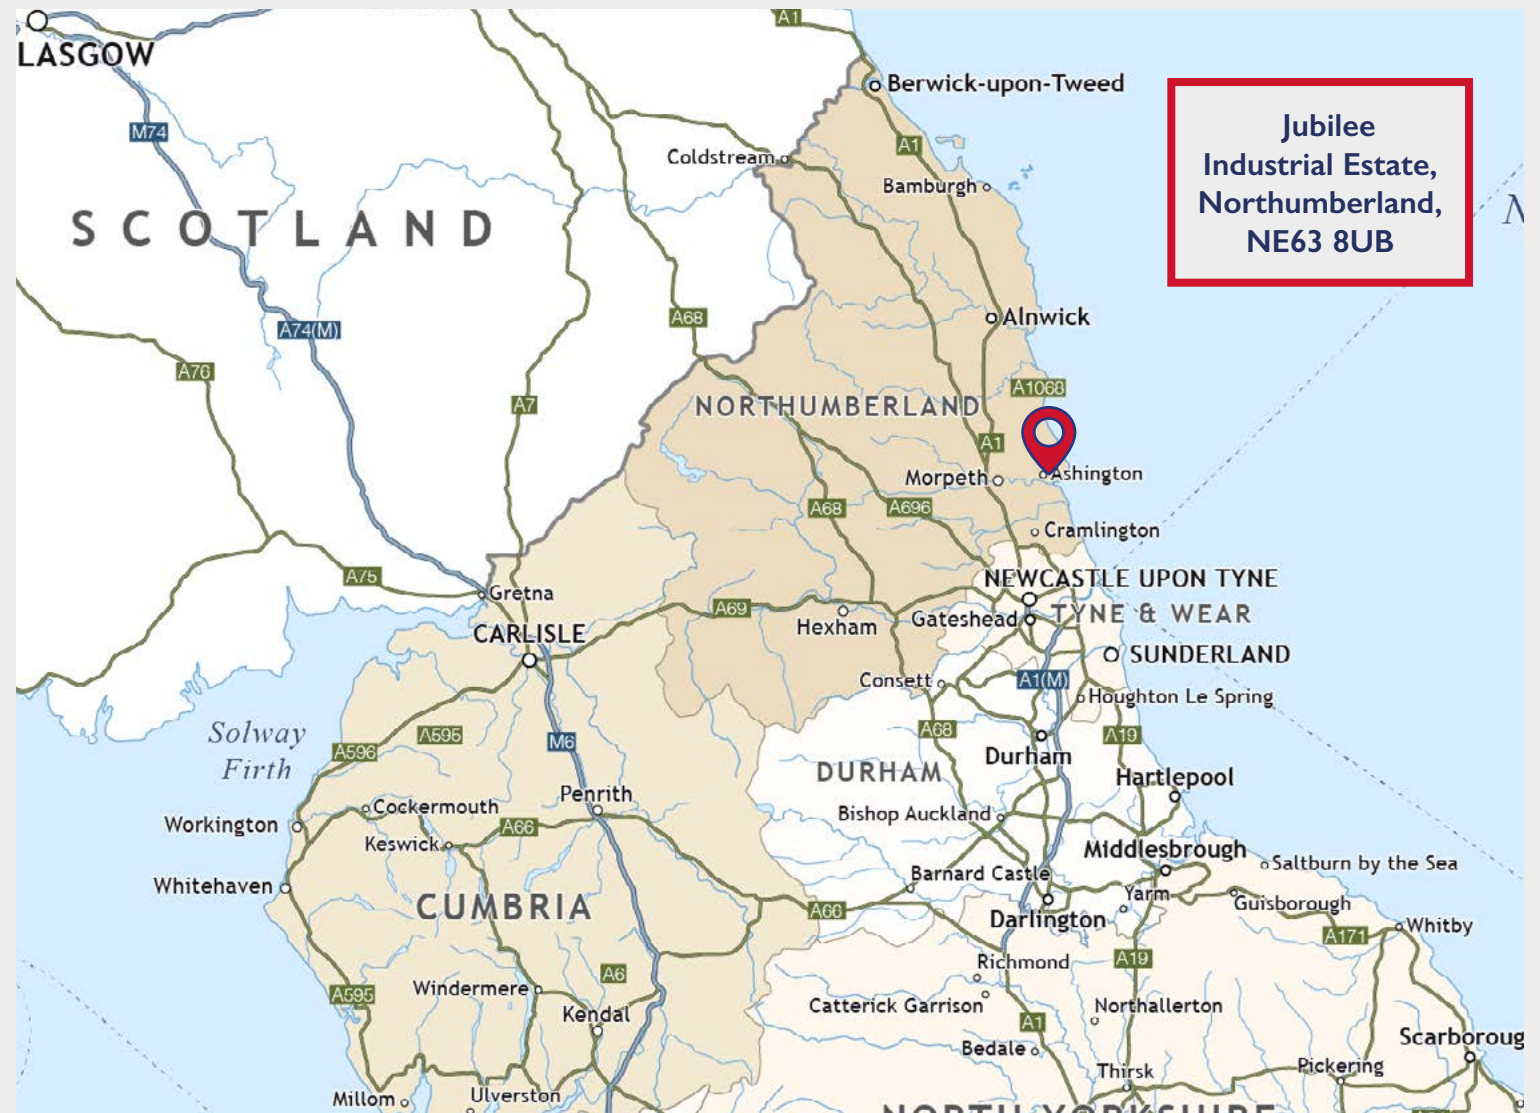 A1
LASGOW
Berwick-upon-Tweed
Jubilee
Industrial Estate,
Northumberland,
NE63 8UB
M74
A1
Coldstream
Bamburgh
SCOTLAND
N
A68
Alnwick
A74(M)
A76
A1068
A7
NORTHUMBERLAND
A1
Morpeth
Ashington
A68
A696
Cramlington
A75
NEWCASTLE UPON TYNE
Gretna
A69
TYNE & WEAR
Gateshead
Hexham
CARLISLE
SUNDERLAND
Consett
A1(M)
Houghton Le Spring
Solway
Firth
A595
A596
M6
A68
A19
Durham
DURHAM
Hartlepool
Penrith
Cockermouth
Bishop Auckland
Workington
A66
Keswick
Middlesbrough
Saltburn by the Sea
Whitehaven
Barnard Castle
Yarm
Guisborough
CUMBRIA
A66
Darlington
Whitby
A171
A19
Richmond
A6
Windermere
A595
Catterick Garrison
Northallerton
Kendal
A1
Scarboroug
Bedale
Pickering
Thirsk
Millom
Ulverston
NORTH YORKSHIRE